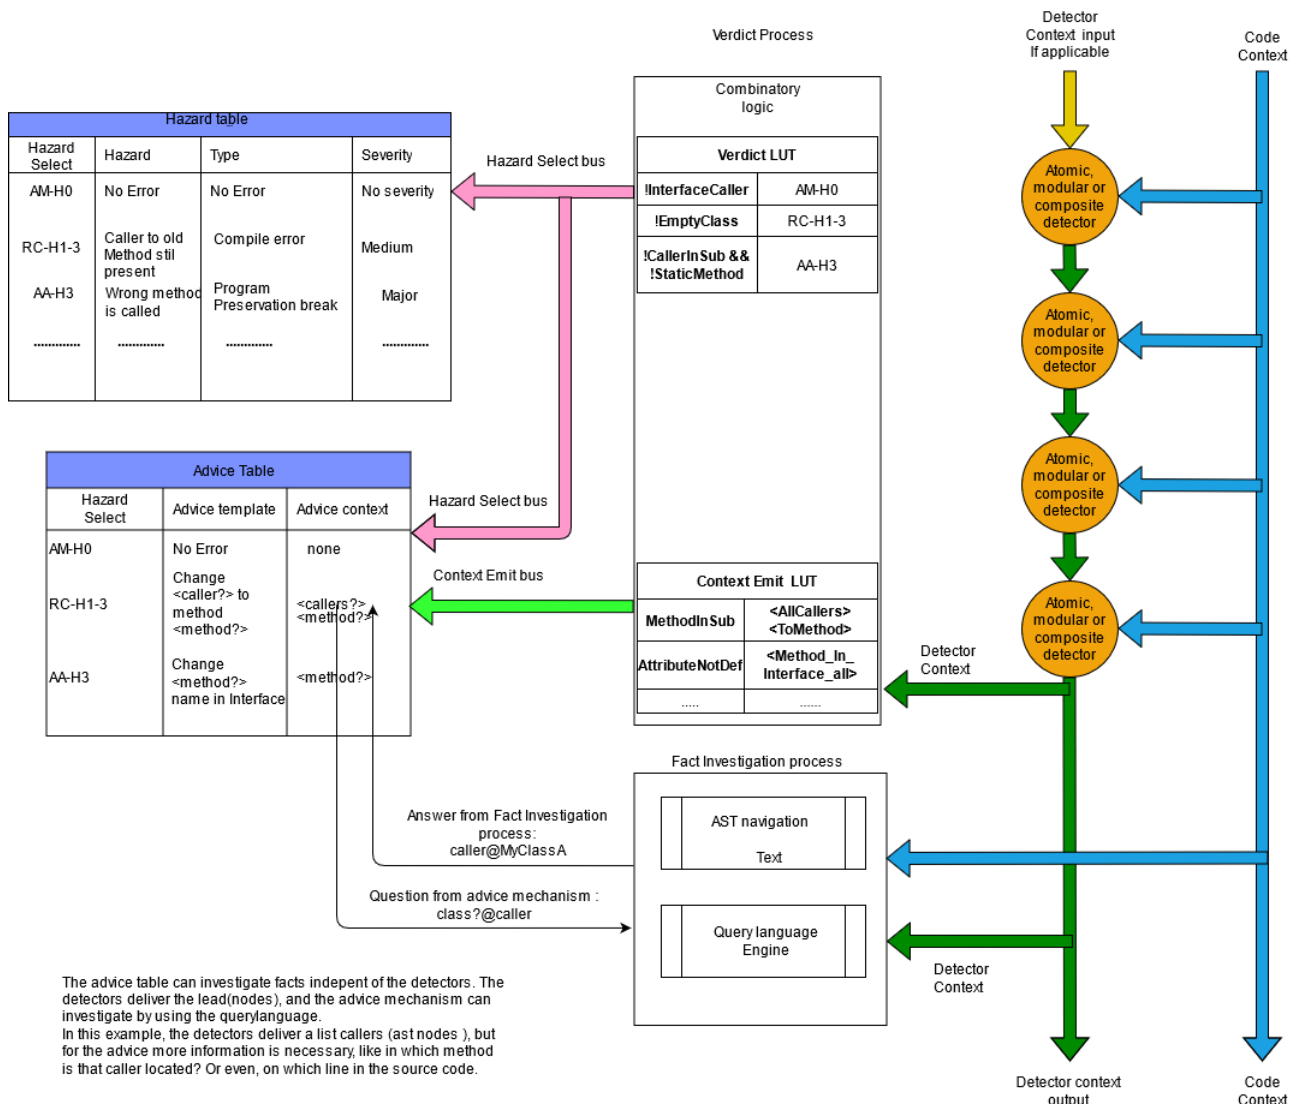 Verdict Process
Detector
Context input
If applicable
Code
Context
Hazard table
Hazard
Select
Hazard
Type
Severity
AM-H0
No Error
No Error
No severity
RC-H1-3
Caller to old
Method stil
present
Compile error
Medium
AA-H3
Wrong method
is called
Program
Preservation break
Major
.............
.............
.............
.............
Hazard Select bus
Combinatory
logic
Verdict LUT
!InterfaceCaller
AM-H0
!EmptyClass
RC-H1-3
!CallerInSub &&
!StaticMethod
AA-H3
Atomic,
modular or
composite
detector
Atomic,
modular or
composite
detector
Atomic,
modular or
composite
detector
Atomic,
modular or
composite
detector
Advice Table
Hazard
Select
Advice template
Advice context
AM-H0
No Error
none
RC-H1-3
Change
<caller?> to
method
<method?>
<callers?>
<method?>
AA-H3
Change
<method?>
name in Interface
<method?>
Hazard Select bus
Context Emit bus
Context Emit LUT
MethodInSub
<AllCallers>
<ToMethod>
AttributeNotDef
<Method_In_
Interface_all>
.....
......
Detector
Context
Fact Investigation process
AST navigation
Text
Query language
Engine
Answer from Fact Investigation
process:
caller@MyClassA
Question from advice mechanism :
class?@caller
Detector
Context
The advice table can investigate facts indepent of the detectors. The
detectors deliver the lead(nodes), and the advice mechanism can
investigate by using the querylanguage.
In this example, the detectors deliver a list callers (ast nodes ), but
for the advice more information is necessary, like in which method
is that caller located? Or even, on which line in the source code.
Detector context
output
Code
Context